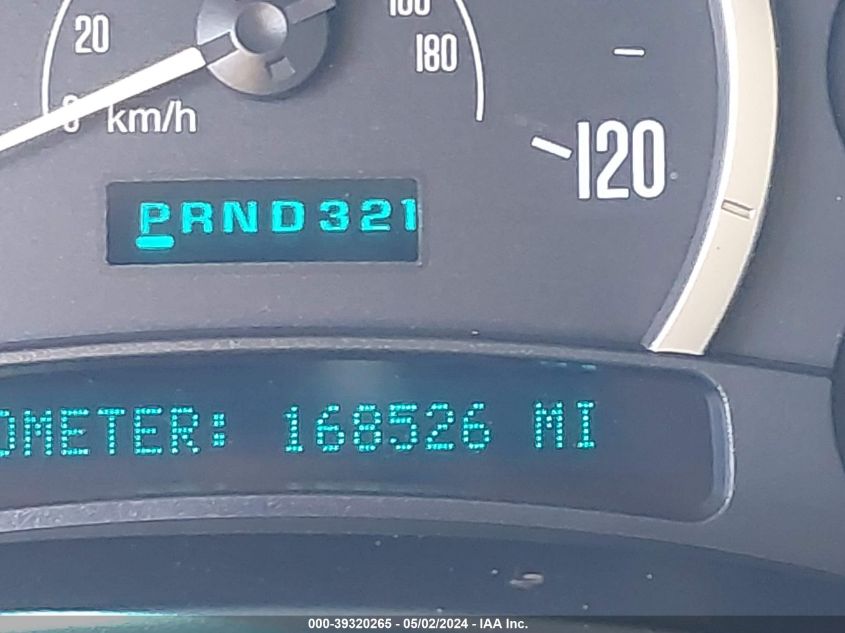 20
180
km/h
120
PRND321
OMETER: 168526 MI
000-39320265 - 05/02/2024 - IAA Inc.